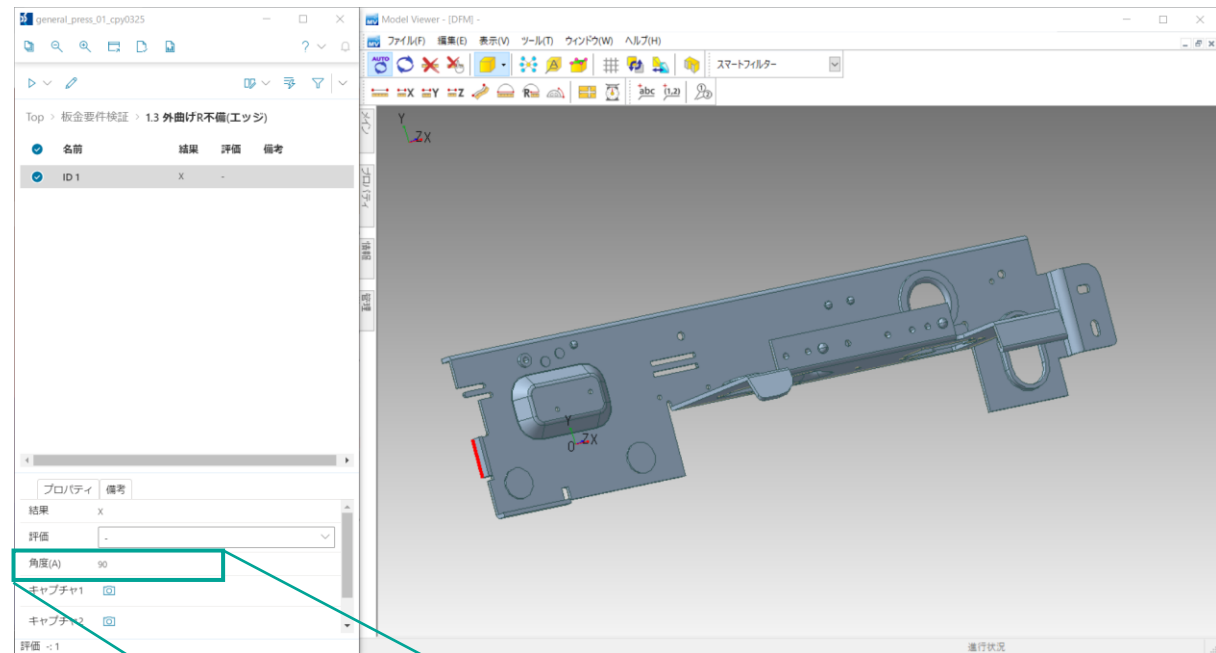 general_press_01_cpy0325
Top > 板金要件検証 > 1.3 外曲げR不備(エッジ)
名前 結果 評価 備考
ID 1 X -
プロパティ 備考
結果 X
評価 -
角度(A) 90
キャプチャ1
キャプチャ2
評価 -: 1
Model Viewer - [DFM] -
ファイル(F) 編集(E) 表示(V) ツール(T) ウィンドウ(W) ヘルプ(H)
AUTO
スマートフィルター
X Y Z R abc (1,2)
メイン
プロパティ
情報
管理
Y
Z X
Y
0 Z X
進行状況